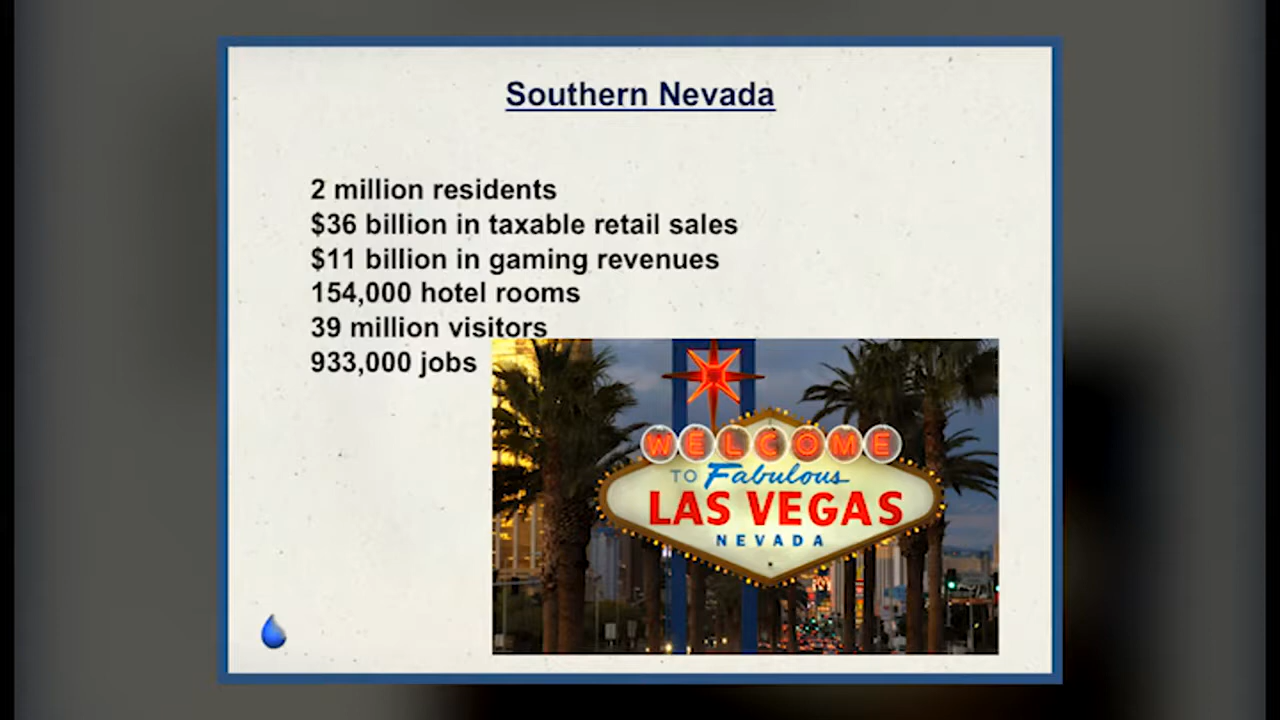 Southern Nevada
2 million residents
$36 billion in taxable retail sales
$11 billion in gaming revenues
154,000 hotel rooms
39 million visitors
933,000 jobs
WELCOME
TO Fabulous
LAS VEGAS
NEVADA